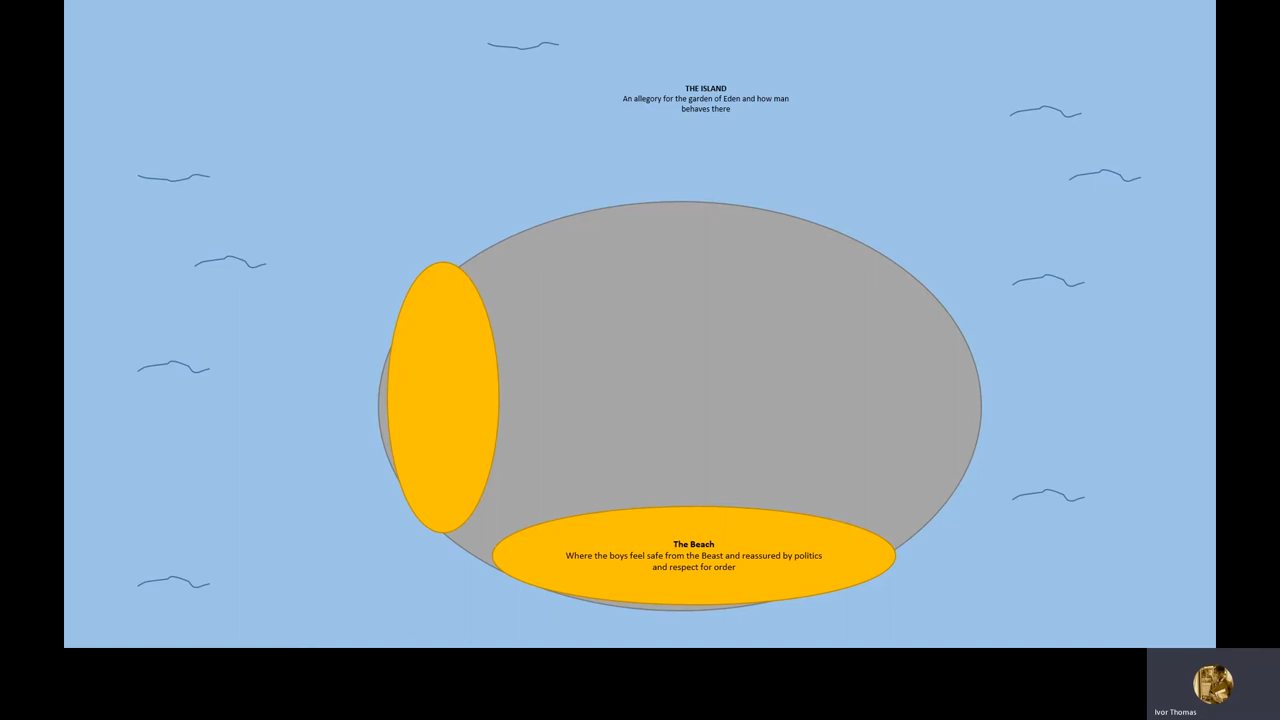 THE ISLAND
An allegory for the garden of Eden and how man
behaves there
The Beach
Where the boys feel safe from the Beast and reassured by politics
and respect for order
Ivor Thomas